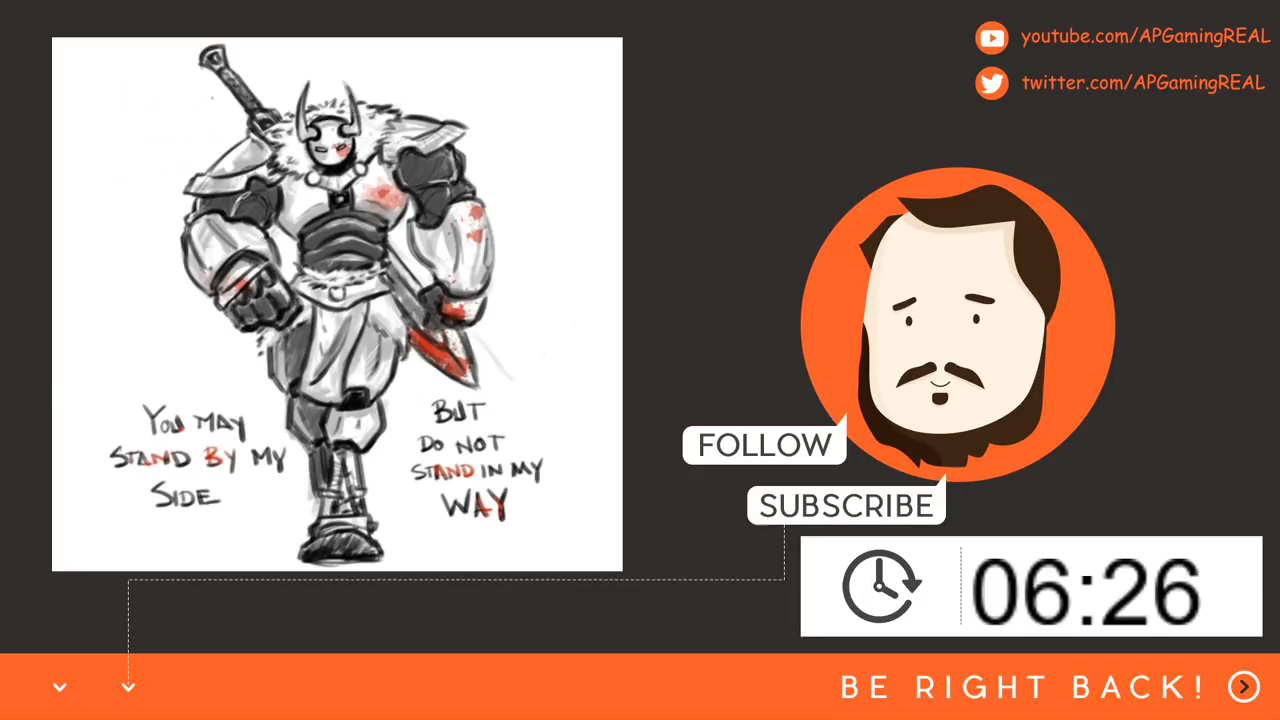 youtube.com/APGamingREAL
twitter.com/APGamingREAL
YOU MAY
STAND BY MY
SIDE
BUT
DO NOT
STAND IN MY
WAY
FOLLOW
SUBSCRIBE
06:26
BE RIGHT BACK!